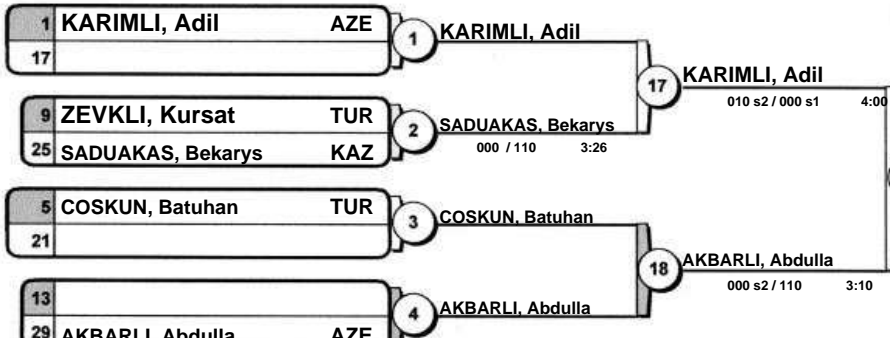 1 KARIMLI, Adil AZE
17
1 KARIMLI, Adil
9 ZEVKLI, Kursat TUR
25 SADUAKAS, Bekarys KAZ
2 SADUAKAS, Bekarys
000 / 110 3:26
17 KARIMLI, Adil
010 s2 / 000 s1 4:00
5 COSKUN, Batuhan TUR
21
3 COSKUN, Batuhan
13
29 AKBARLI, Abdulla AZE
4 AKBARLI, Abdulla
18 AKBARLI, Abdulla
000 s2 / 110 3:10